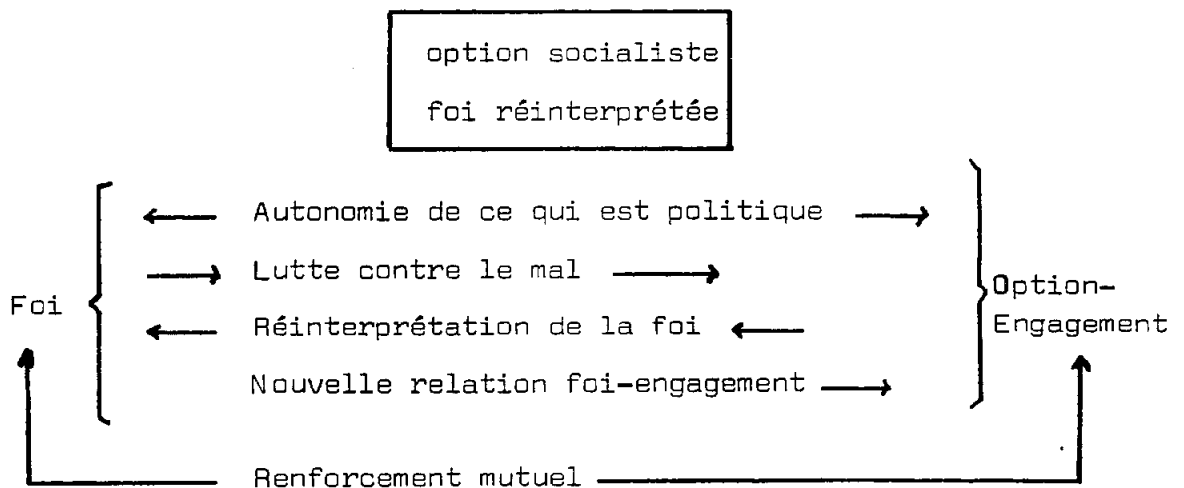 option socialiste
foi réinterprétée
Autonomie de ce qui est politique
Lutte contre le mal
Foi
Option-
Réinterprétation de la foi
Engagement
Nouvelle relation foi-engagement
Renforcement mutuel